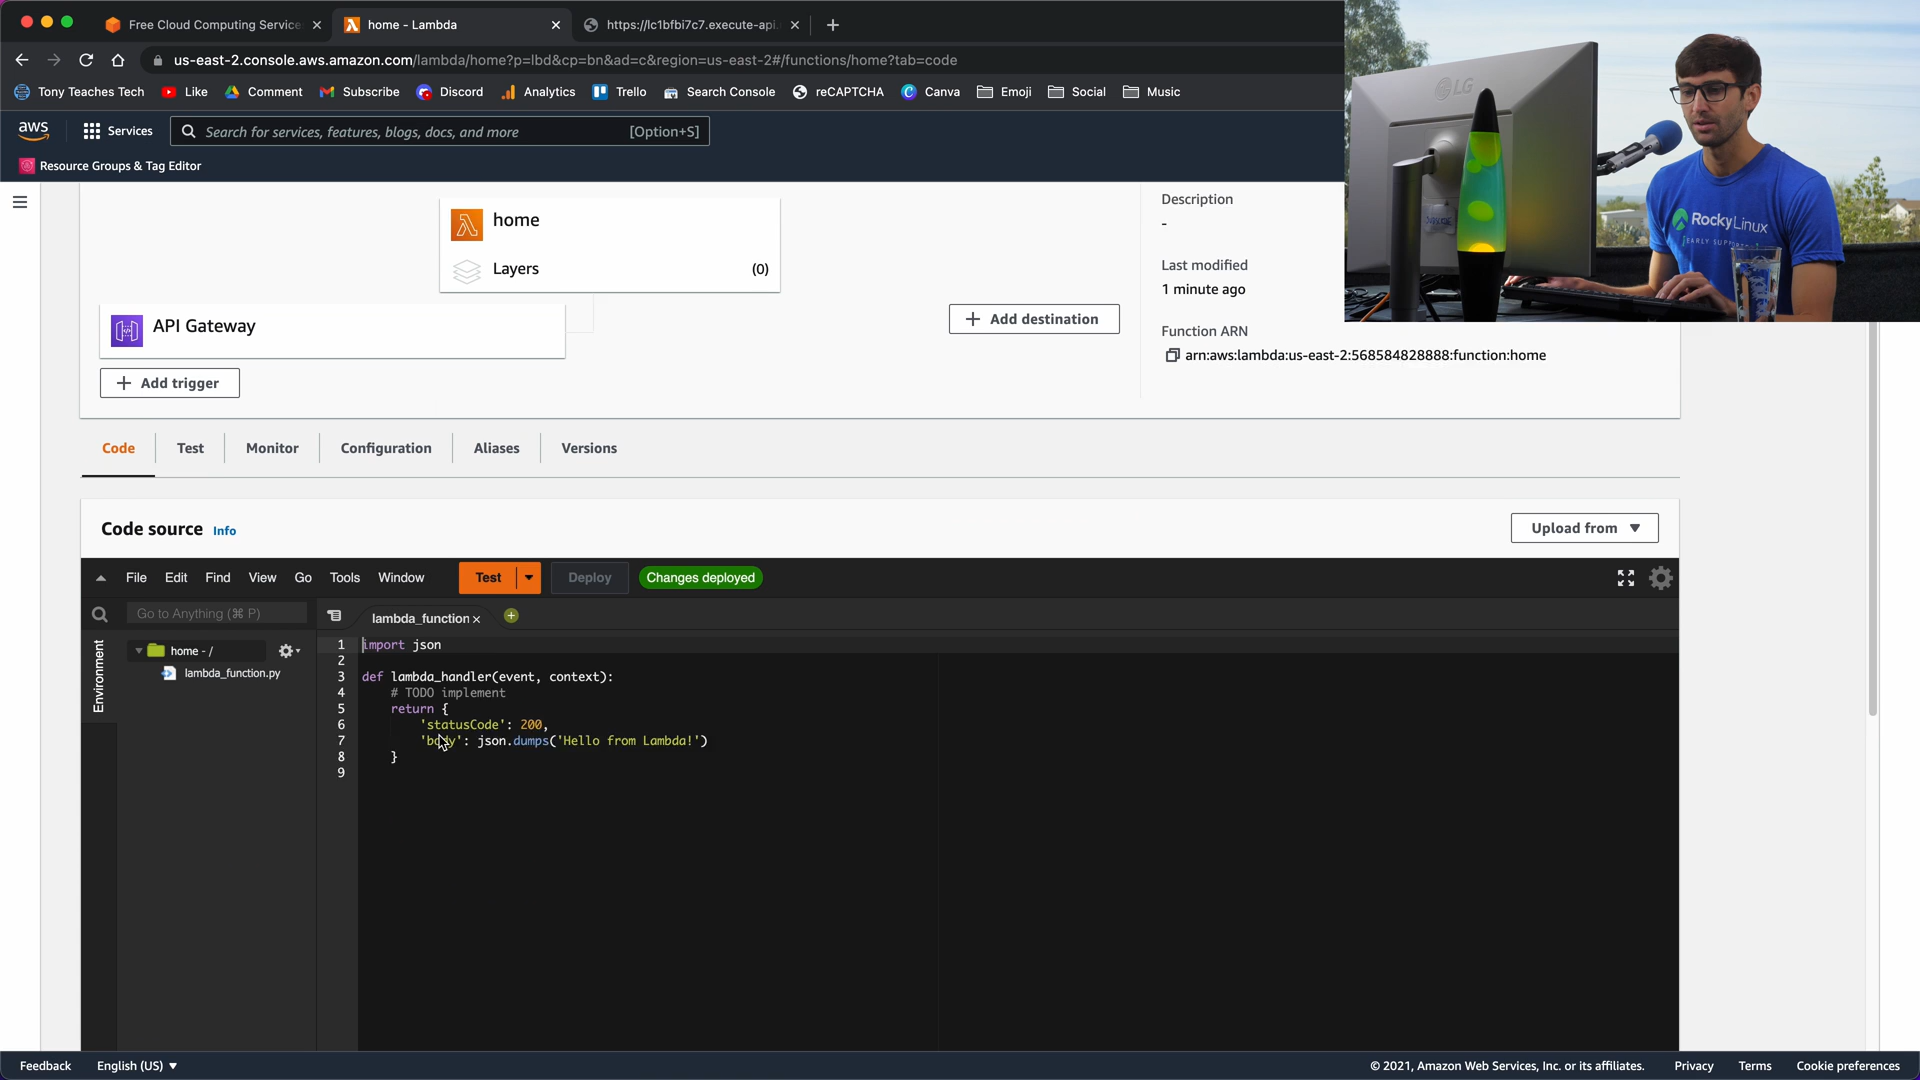 Free Cloud Computing Service
home - Lambda
https://lc1bfbi7c7.execute-api.
us-east-2.console.aws.amazon.com/lambda/home?p=lbd&cp=bn&ad=c&region=us-east-2#/functions/home?tab=code
Tony Teaches Tech
Like
Comment
Subscribe
Discord
Analytics
Trello
Search Console
reCAPTCHA
Canva
Emoji
Social
Music
aws
Services
Search for services, features, blogs, docs, and more
[Option+S]
Resource Groups & Tag Editor
LG
RockyLinux
EARLY SUPPORTER
home
Layers
(0)
API Gateway
Add trigger
Add destination
Description
-
Last modified
1 minute ago
Function ARN
arn:aws:lambda:us-east-2:568584828888:function:home
Code
Test
Monitor
Configuration
Aliases
Versions
Code source
Info
Upload from
File
Edit
Find
View
Go
Tools
Window
Test
Deploy
Changes deployed
Go to Anything (⌘ P)
lambda_function
Environment
home - /
lambda_function.py
1 import json
2
3 def lambda_handler(event, context):
4     # TODO implement
5     return {
6         'statusCode': 200,
7         'body': json.dumps('Hello from Lambda!')
8     }
9
Feedback
English (US)
© 2021, Amazon Web Services, Inc. or its affiliates.
Privacy
Terms
Cookie preferences